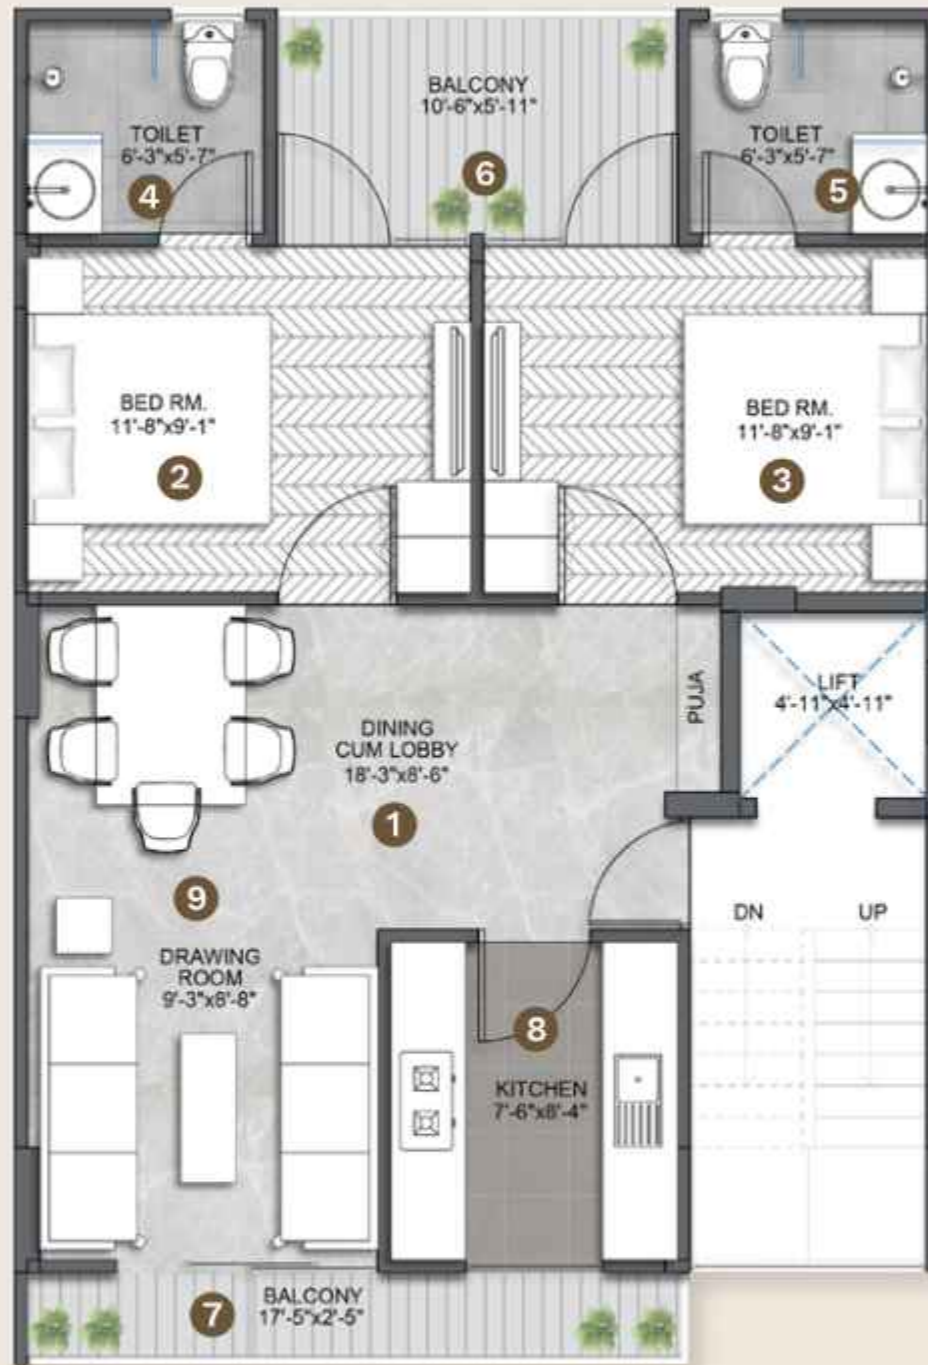 BALCONY
10'-6"x5'-11"
6
TOILET
6'-3"x5'-7"
4
TOILET
6'-3"x5'-7"
5
BED RM.
11'-8"x9'-1"
2
BED RM.
11'-8"x9'-1"
3
LIFT
4'-11"x4'-11"
PUJA
DINING
CUM LOBBY
18'-3"x8'-6"
1
9
DRAWING
ROOM
9'-3"x8'-8"
DN
UP
8
KITCHEN
7'-6"x8'-4"
7
BALCONY
17'-5"x2'-5"